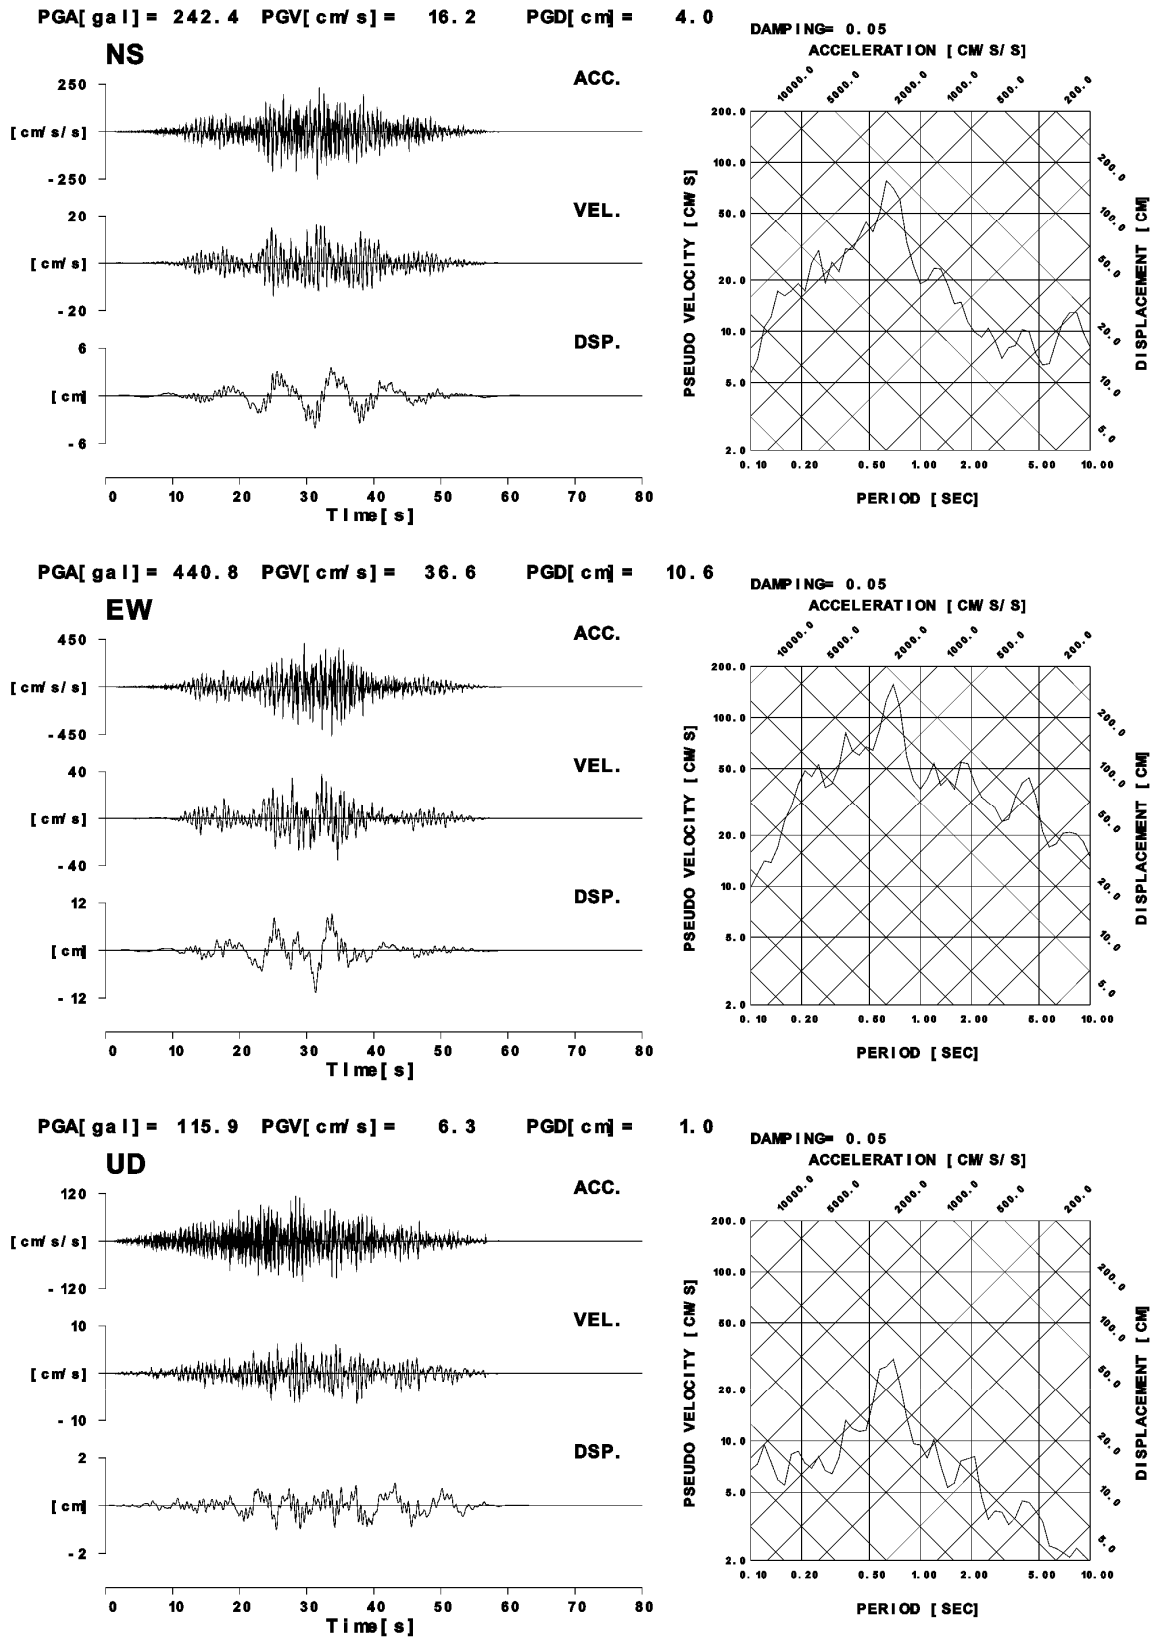 PGA[gal]= 242.4 PGV[cm/s]= 16.2 PGD[cm]= 4.0
NS
ACC.
250
[cm/s/s]
-250
VEL.
20
[cm/s]
-20
DSP.
6
[cm]
-6
0 10 20 30 40 50 60 70 80
Time[s]
DAMPING= 0.05
ACCELERATION [CM/S/S]
10000.0 5000.0 2000.0 1000.0 500.0 200.0
PSEUDO VELOCITY [CM/S]
200.0
100.0
50.0
20.0
10.0
5.0
2.0
200.0
100.0
50.0
20.0
10.0
5.0
DISPLACEMENT [CM]
0.10 0.20 0.50 1.00 2.00 5.00 10.00
PERIOD [SEC]
PGA[gal]= 440.8 PGV[cm/s]= 36.6 PGD[cm]= 10.6
EW
ACC.
450
[cm/s/s]
-450
VEL.
40
[cm/s]
-40
DSP.
12
[cm]
-12
0 10 20 30 40 50 60 70 80
Time[s]
DAMPING= 0.05
ACCELERATION [CM/S/S]
10000.0 5000.0 2000.0 1000.0 500.0 200.0
PSEUDO VELOCITY [CM/S]
200.0
100.0
50.0
20.0
10.0
5.0
2.0
200.0
100.0
50.0
20.0
10.0
5.0
DISPLACEMENT [CM]
0.10 0.20 0.50 1.00 2.00 5.00 10.00
PERIOD [SEC]
PGA[gal]= 115.9 PGV[cm/s]= 6.3 PGD[cm]= 1.0
UD
ACC.
120
[cm/s/s]
-120
VEL.
10
[cm/s]
-10
DSP.
2
[cm]
-2
0 10 20 30 40 50 60 70 80
Time[s]
DAMPING= 0.05
ACCELERATION [CM/S/S]
10000.0 5000.0 2000.0 1000.0 500.0 200.0
PSEUDO VELOCITY [CM/S]
200.0
100.0
50.0
20.0
10.0
5.0
2.0
200.0
100.0
50.0
20.0
10.0
5.0
DISPLACEMENT [CM]
0.10 0.20 0.50 1.00 2.00 5.00 10.00
PERIOD [SEC]